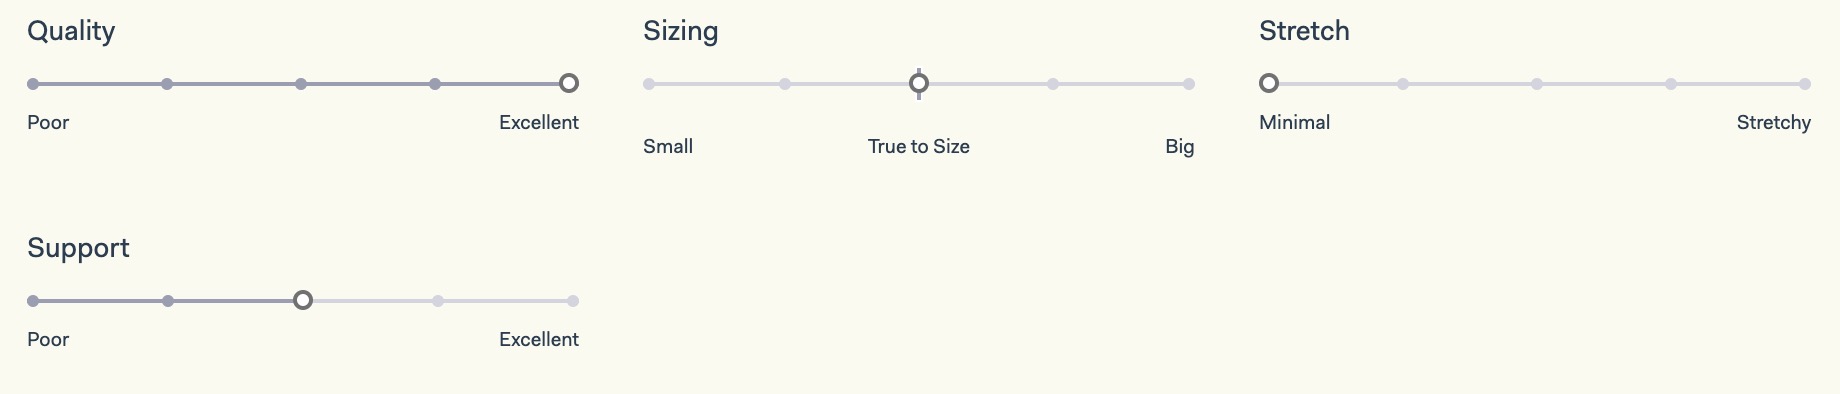 Quality
Poor
Excellent
Sizing
Small
True to Size
Big
Stretch
Minimal
Stretchy
Support
Poor
Excellent